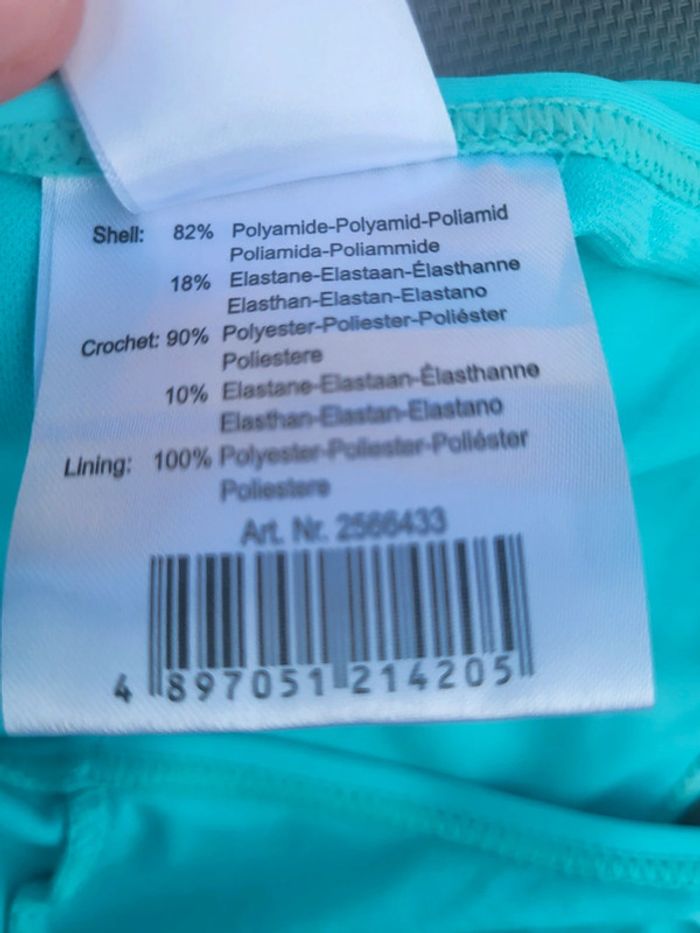 Shell: 82% Polyamide-Polyamid-Poliamid
Poliamida-Poliammide
18% Elastane-Elastaan-Élasthanne
Elasthan-Elastan-Elastano
Crochet: 90% Polyester-Poliester-Poliéster
Poliestere
10% Elastane-Elastaan-Élasthanne
Elasthan-Elastan-Elastano
Lining: 100% Polyester-Poliester-Poliéster
Poliestere
Art. Nr. 2566433
4 897051 214205